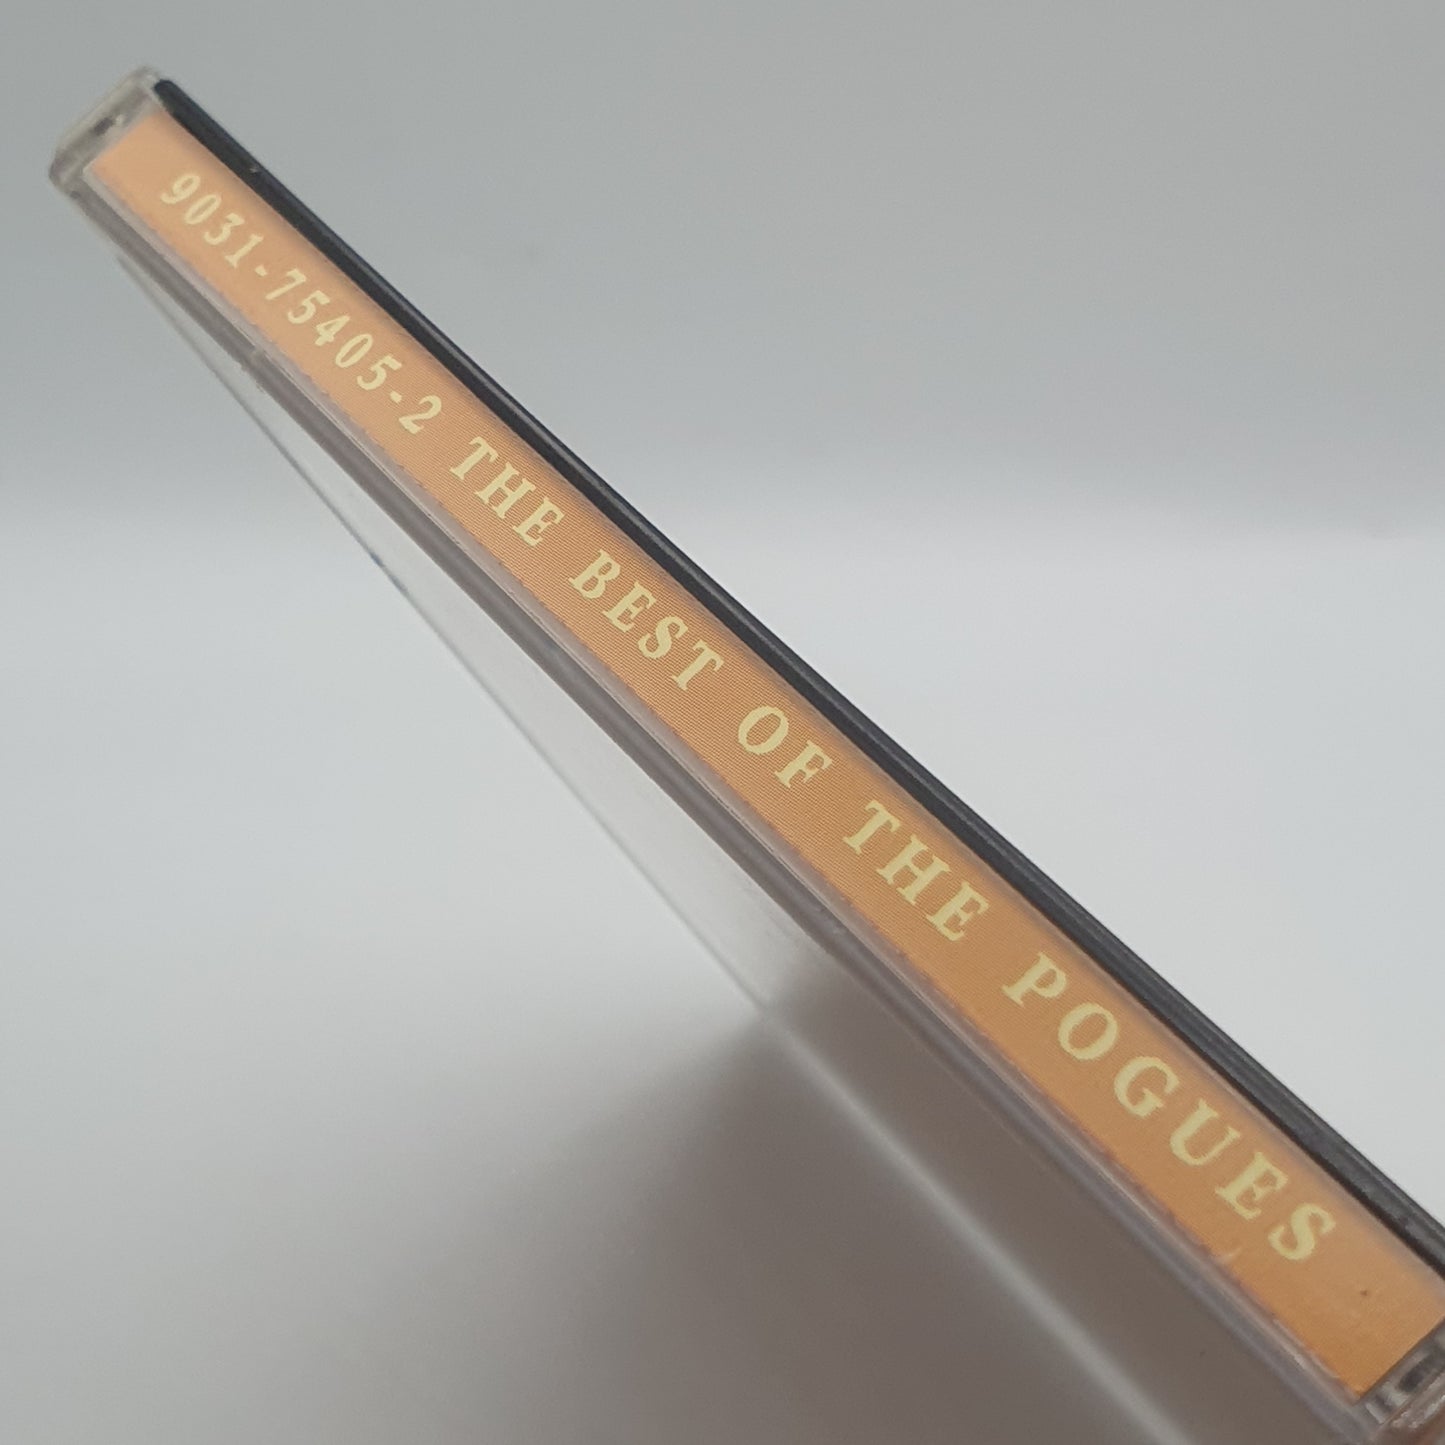 9031-75405-2 THE BEST OF THE POGUES